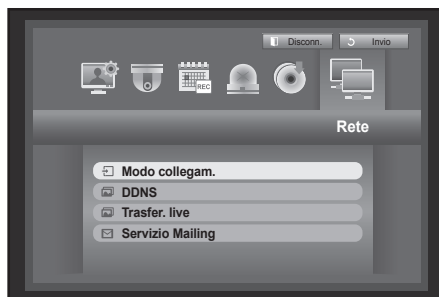 Disconn. Invio
REC
Rete
Modo collegam.
DDNS
Trasfer. live
Servizio Mailing